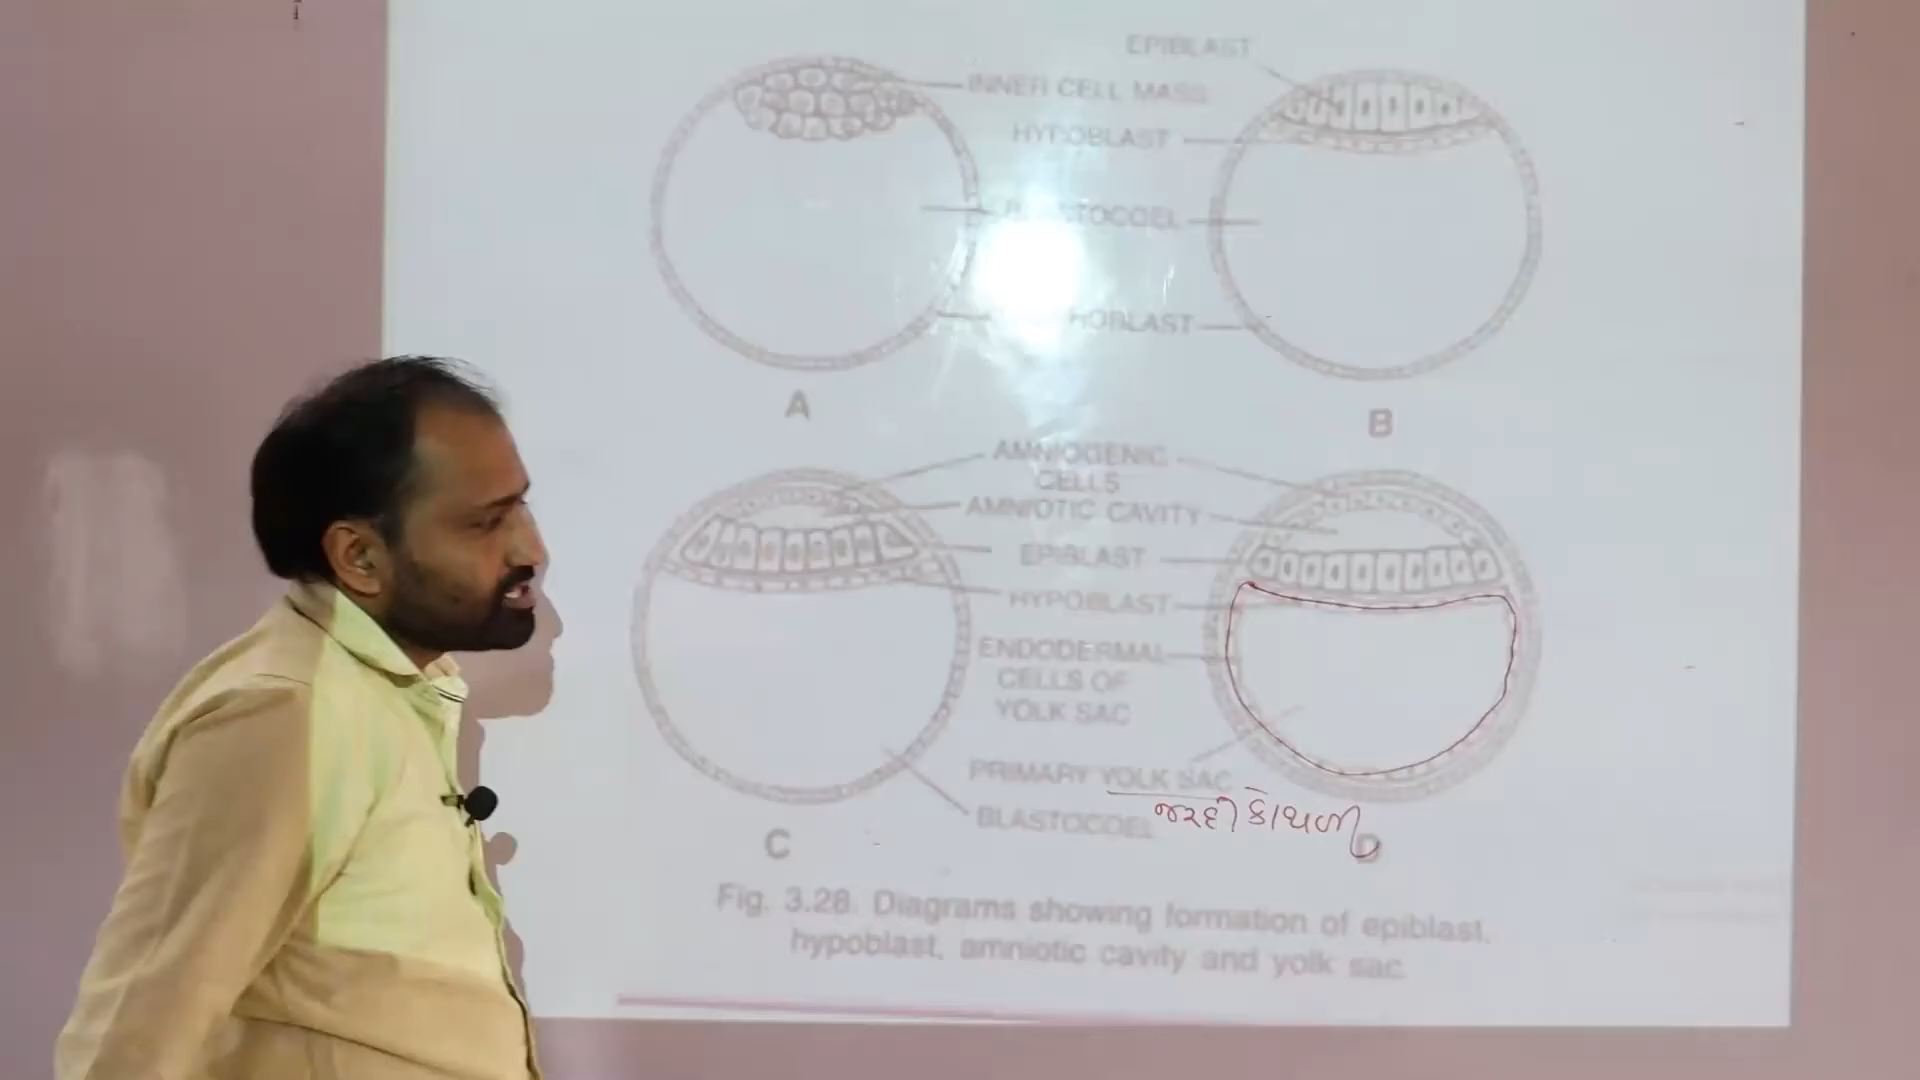 EPIBLAST
INNER CELL MASS
HYPOBLAST
HOBLAST
A
B
AMNIOGENIC
CELLS
AMNIOTIC CAVITY
EPIBLAST
HYPOBLAST
ENDODERMAL
CELLS OF
YOLK SAC
PRIMARY YOLK SAC
જરદી કોથળી
BLASTOCOEL
C
D
Fig. 3.28. Diagrams showing formation of epiblast,
hypoblast, amniotic cavity and yolk sac.